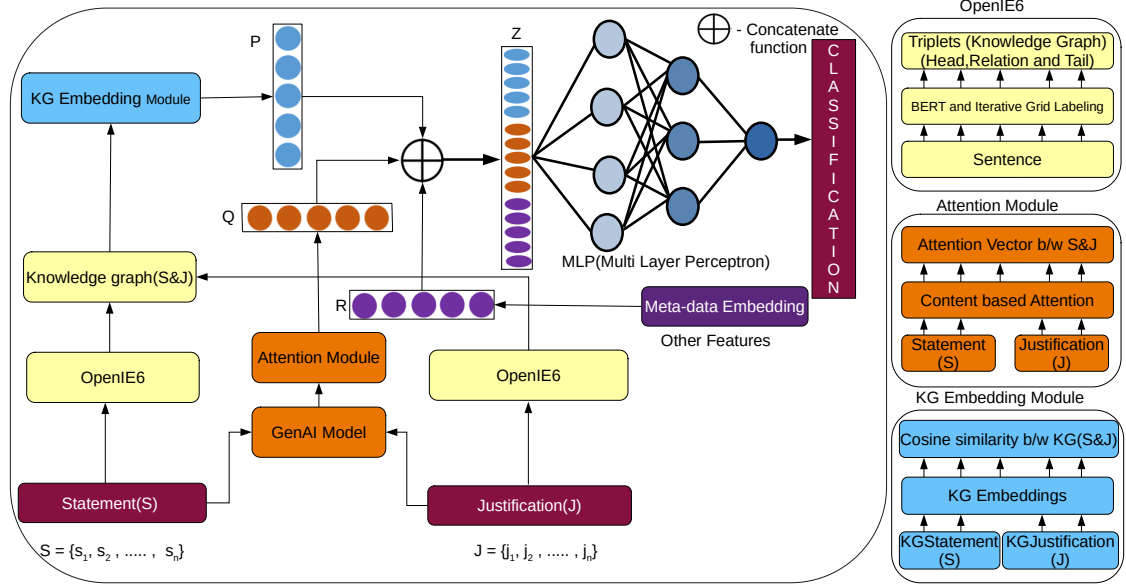 P
Z
- Concatenate
function
KG Embedding Module
Q
Knowledge graph(S&J)
MLP(Multi Layer Perceptron)
R
Meta-data Embedding
Other Features
OpenIE6
Attention Module
OpenIE6
GenAI Model
Statement(S)
Justification(J)
S = {s1, s2 , ..... , sn}
J = {j1, j2 , ..... , jn}
C
L
A
S
S
I
F
I
C
A
T
I
O
N
OpenIE6
Triplets (Knowledge Graph)
(Head,Relation and Tail)
BERT and Iterative Grid Labeling
Sentence
Attention Module
Attention Vector b/w S&J
Content based Attention
Statement
(S)
Justification
(J)
KG Embedding Module
Cosine similarity b/w KG(S&J)
KG Embeddings
KGStatement
(S)
KGJustification
(J)